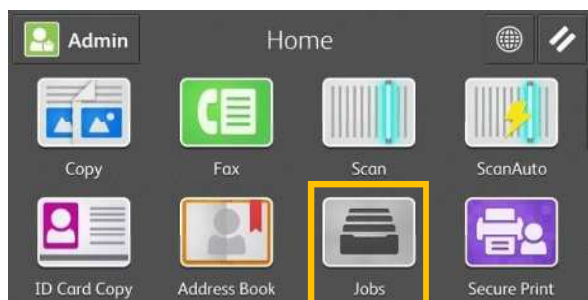 Admin
Home
Copy
Fax
Scan
ScanAuto
ID Card Copy
Address Book
Jobs
Secure Print